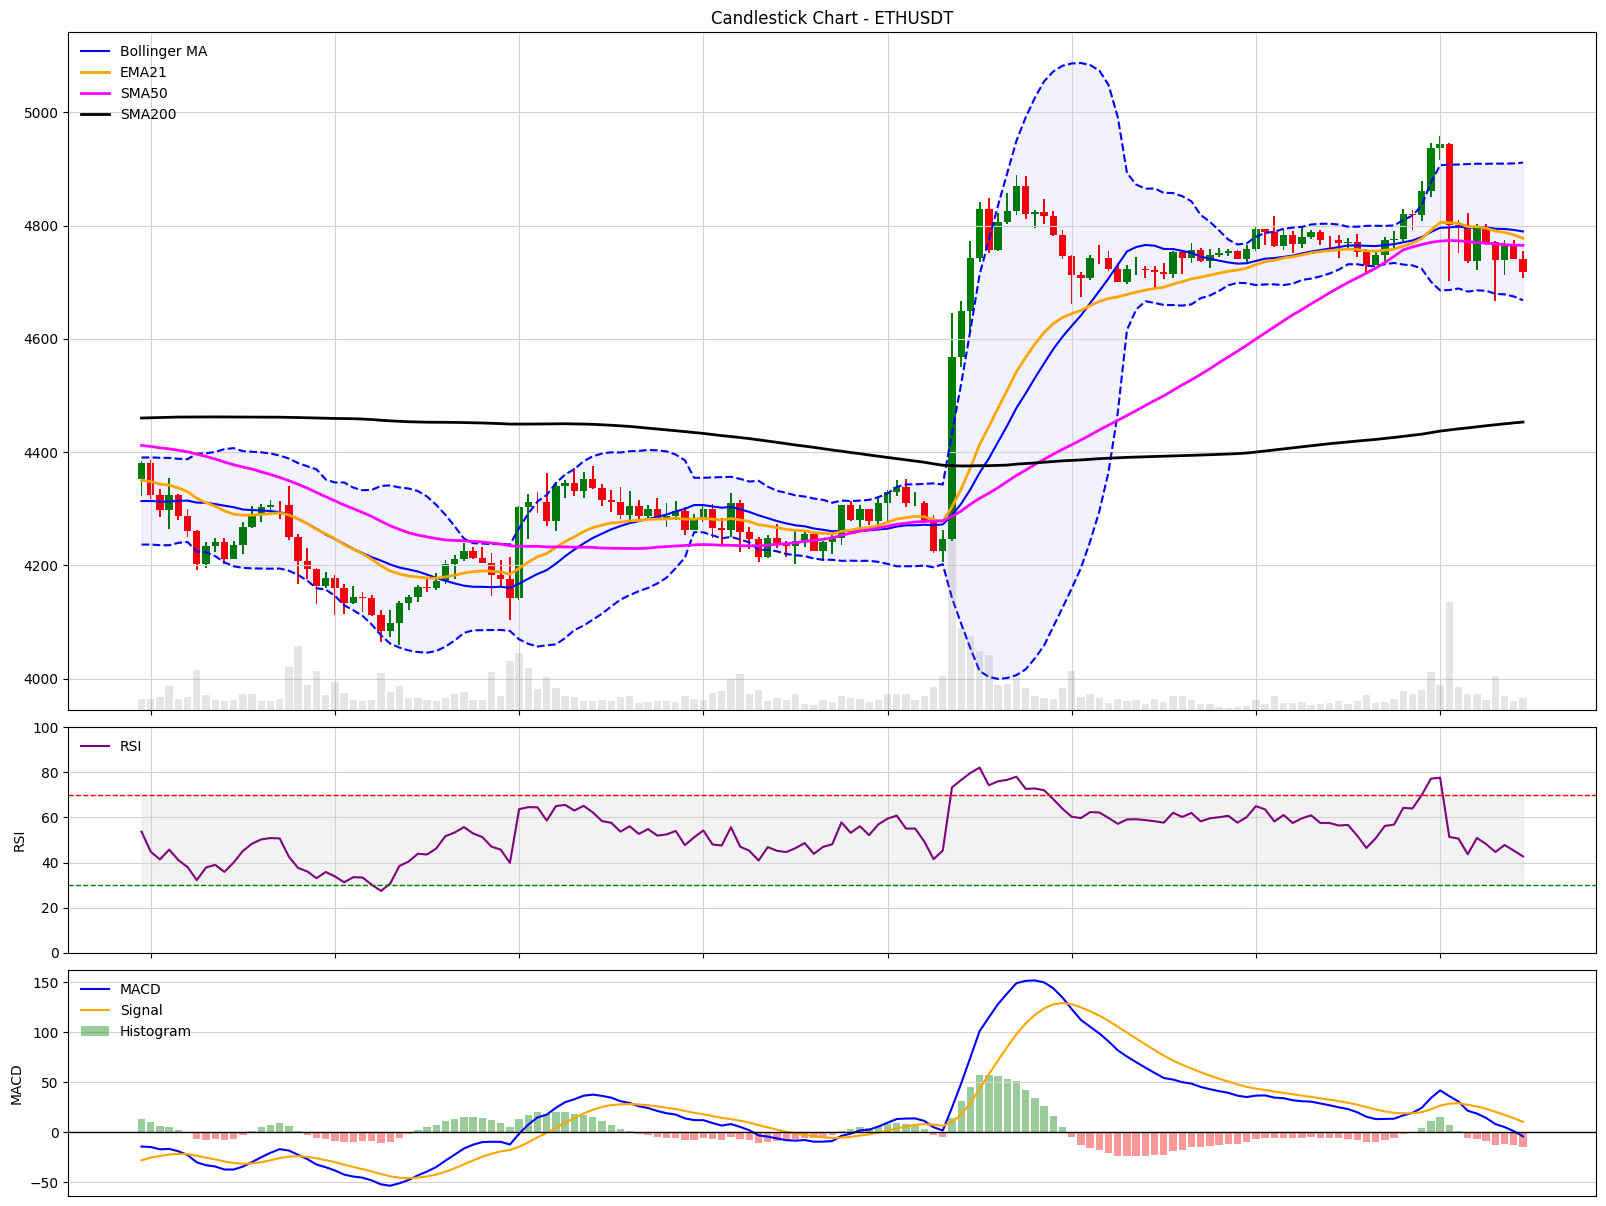 Candlestick Chart - ETHUSDT
Bollinger MA
EMA21
SMA50
SMA200
5000
4800
4600
4400
4200
4000
RSI
100
80
60
40
20
0
RSI
MACD
Signal
Histogram
150
100
50
0
−50
MACD